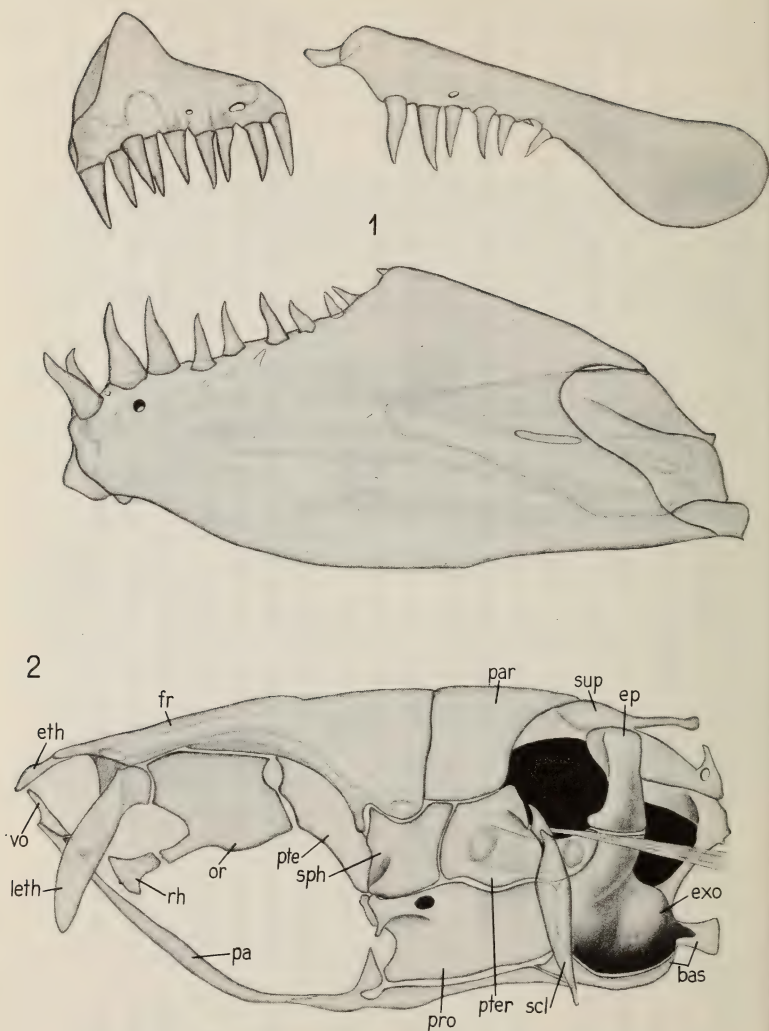 1
2
fr
par
sup
ep
eth
vo
leth
rh
or
pte
sph
pa
pro
pter
scl
exo
bas